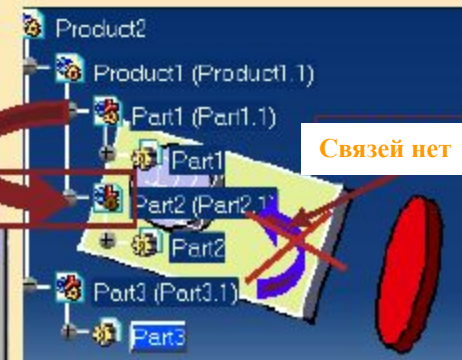 Product2
Product1 (Product1.1)
Part1 (Part1.1)
Part1
Связей нет
Part2 (Part2.1)
Part2
Part3 (Part3.1)
Part3